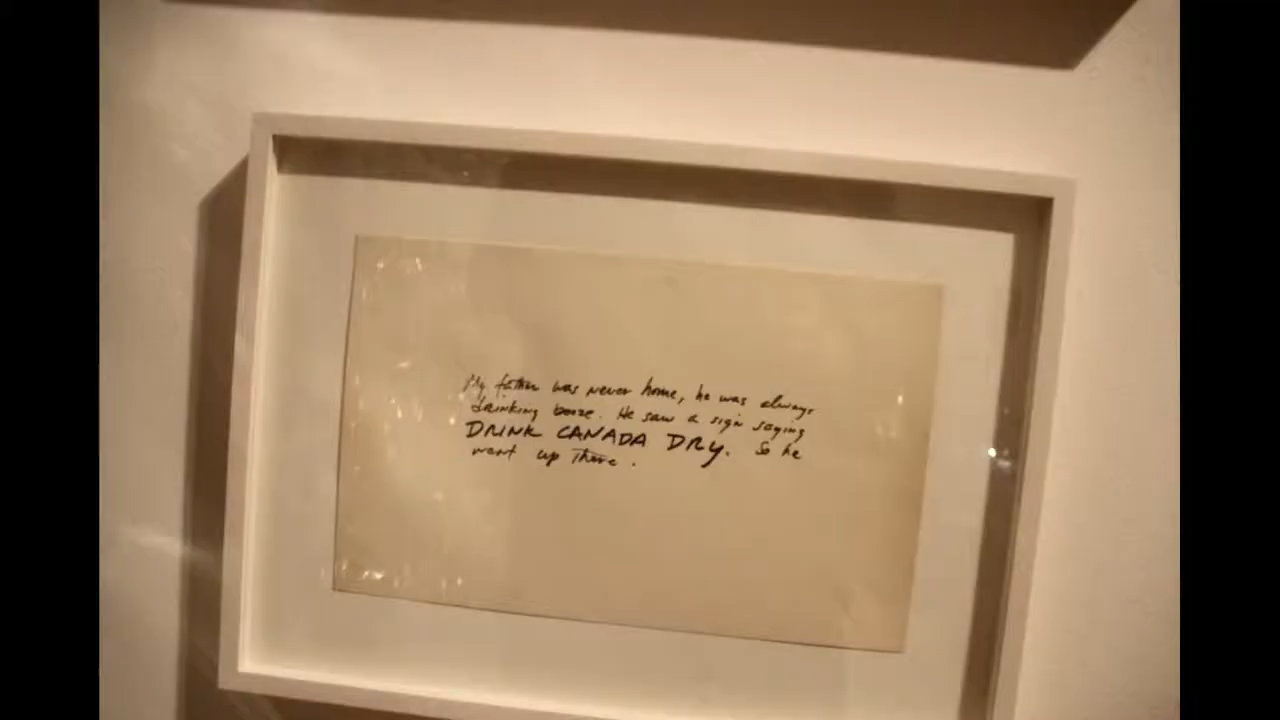 My father was never home, he was always
drinking booze. He saw a sign saying
DRINK CANADA DRY. So he
went up there.